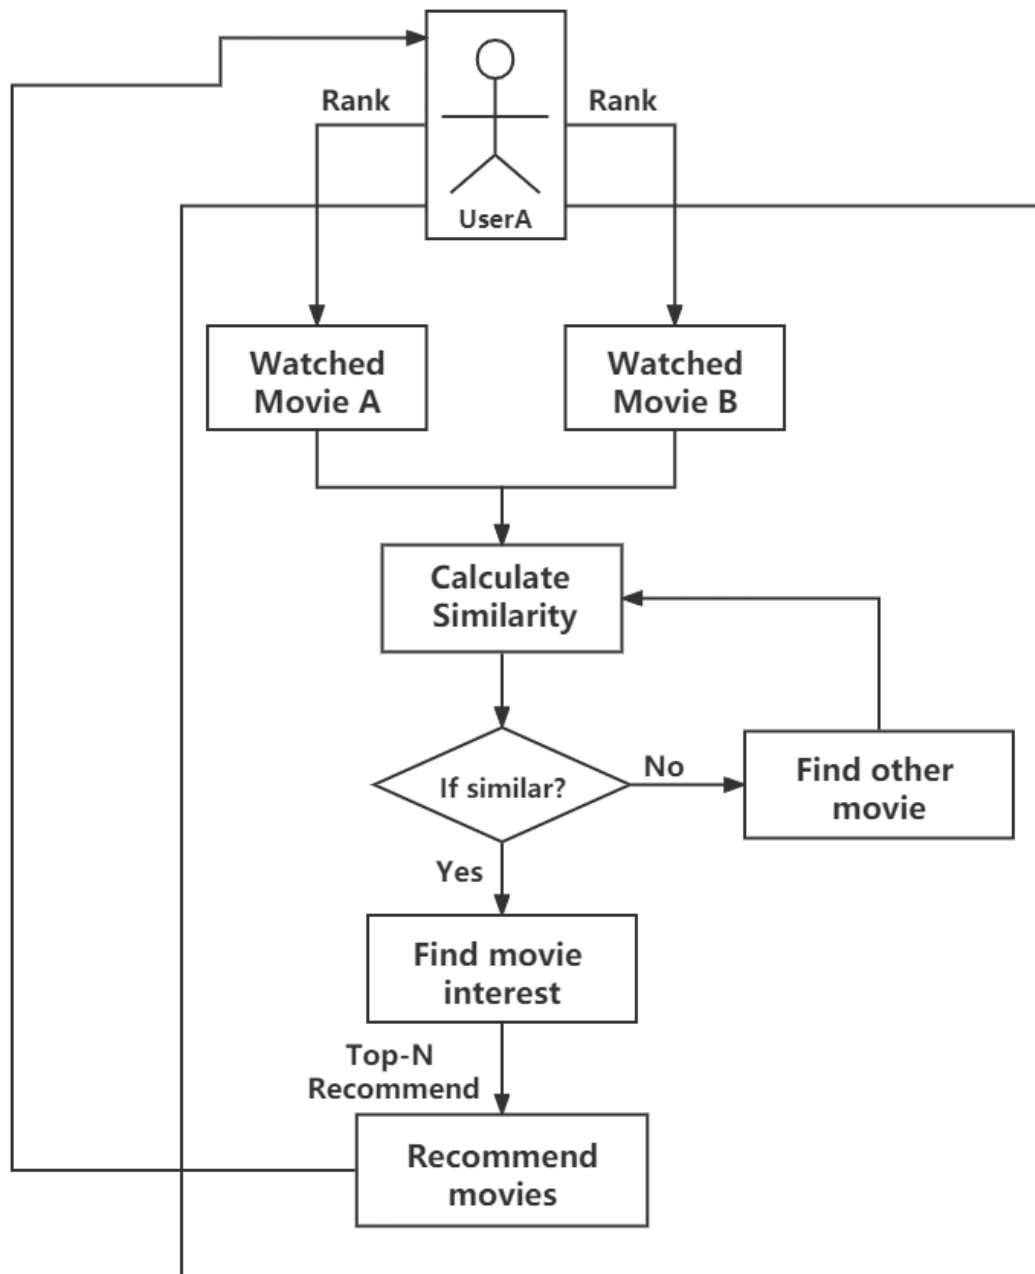 Rank
Rank
UserA
Watched
Movie A
Watched
Movie B
Calculate
Similarity
If similar?
No
Find other
movie
Yes
Find movie
interest
Top-N
Recommend
Recommend
movies